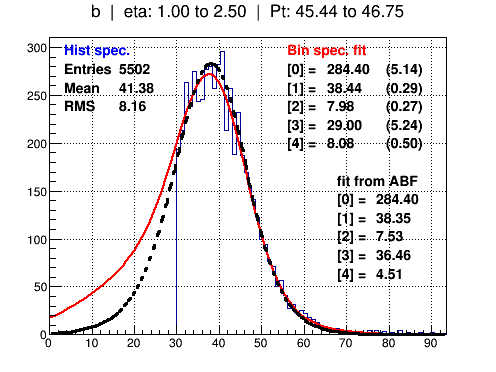 b | eta: 1.00 to 2.50 | Pt: 45.44 to 46.75
Hist spec.
Entries 5502
Mean 41.38
RMS 8.16
Bin spec. fit
[0] = 284.40 (5.14)
[1] = 38.44 (0.29)
[2] = 7.98 (0.27)
[3] = 29.00 (5.24)
[4] = 8.08 (0.50)
fit from ABF
[0] = 284.40
[1] = 38.35
[2] = 7.53
[3] = 36.46
[4] = 4.51
300
250
200
150
100
50
0
0 10 20 30 40 50 60 70 80 90